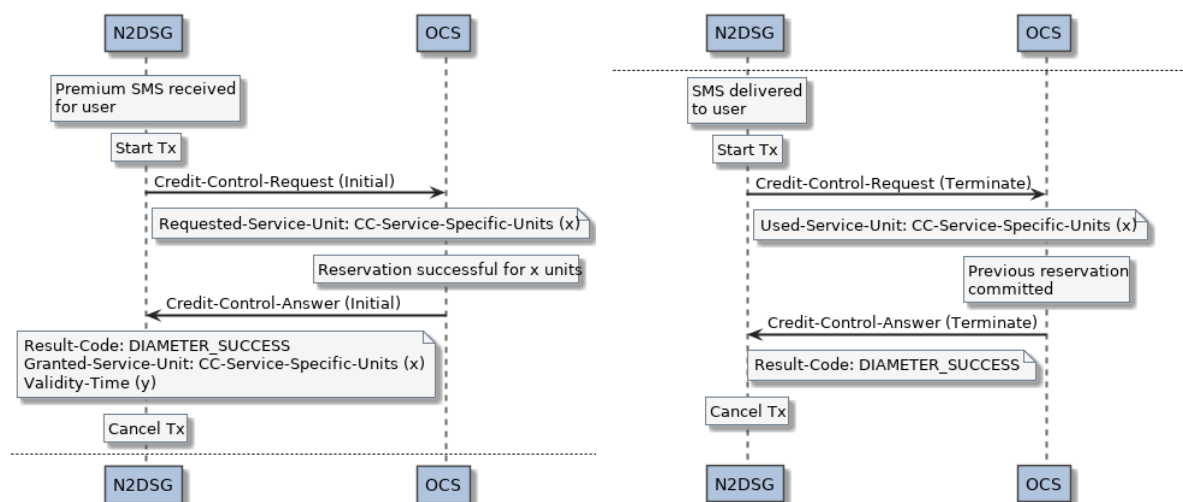 N2DSG
OCS
Premium SMS received
for user
Start Tx
Credit-Control-Request (Initial)
Requested-Service-Unit: CC-Service-Specific-Units (x)
Reservation successful for x units
Credit-Control-Answer (Initial)
Result-Code: DIAMETER_SUCCESS
Granted-Service-Unit: CC-Service-Specific-Units (x)
Validity-Time (y)
Cancel Tx
N2DSG
OCS
N2DSG
OCS
SMS delivered
to user
Start Tx
Credit-Control-Request (Terminate)
Used-Service-Unit: CC-Service-Specific-Units (x)
Previous reservation
committed
Credit-Control-Answer (Terminate)
Result-Code: DIAMETER_SUCCESS
Cancel Tx
N2DSG
OCS